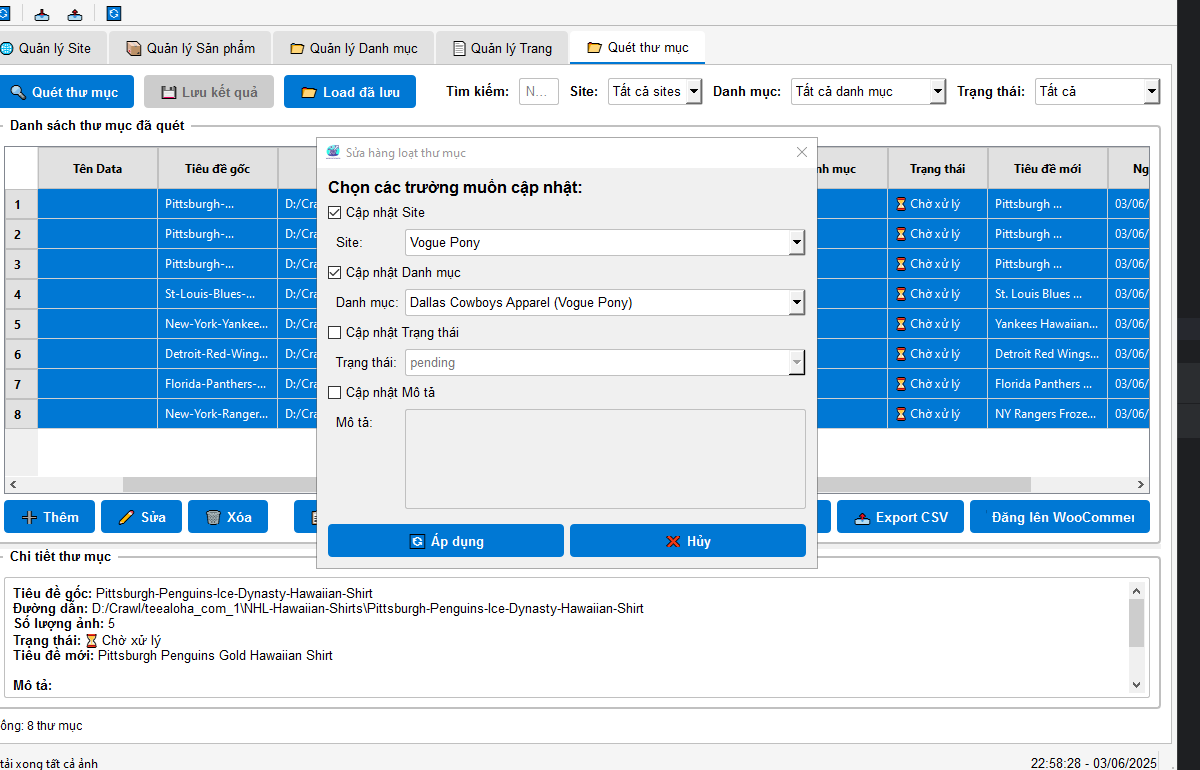 Quản lý Site
Quản lý Sản phẩm
Quản lý Danh mục
Quản lý Trang
Quét thư mục
Quét thư mục
Lưu kết quả
Load đã lưu
Tìm kiếm:
N...
Site:
Tất cả sites
Danh mục:
Tất cả danh mục
Trạng thái:
Tất cả
Danh sách thư mục đã quét
Tên Data
Tiêu đề gốc
nh mục
Trạng thái
Tiêu đề mới
Ng
1
Pittsburgh-...
D:/Cra
Chờ xử lý
Pittsburgh ...
03/06/
2
Pittsburgh-...
D:/Cra
Chờ xử lý
Pittsburgh ...
03/06/
3
Pittsburgh-...
D:/Cra
Chờ xử lý
Pittsburgh ...
03/06/
4
St-Louis-Blues-...
D:/Cra
Chờ xử lý
St. Louis Blues ...
03/06/
5
New-York-Yankee...
D:/Cra
Chờ xử lý
Yankees Hawaiian...
03/06/
6
Detroit-Red-Wing...
D:/Cra
Chờ xử lý
Detroit Red Wings...
03/06/
7
Florida-Panthers-...
D:/Cra
Chờ xử lý
Florida Panthers ...
03/06/
8
New-York-Ranger...
D:/Cra
Chờ xử lý
NY Rangers Froze...
03/06/
Sửa hàng loạt thư mục
Chọn các trường muốn cập nhật:
Cập nhật Site
Site:
Vogue Pony
Cập nhật Danh mục
Danh mục:
Dallas Cowboys Apparel (Vogue Pony)
Cập nhật Trạng thái
Trạng thái:
pending
Cập nhật Mô tả
Mô tả:
Áp dụng
Hủy
Thêm
Sửa
Xóa
Export CSV
Đăng lên WooCommer
Chi tiết thư mục
Tiêu đề gốc: Pittsburgh-Penguins-Ice-Dynasty-Hawaiian-Shirt
Đường dẫn: D:/Crawl/teealoha_com_1\NHL-Hawaiian-Shirts\Pittsburgh-Penguins-Ice-Dynasty-Hawaiian-Shirt
Số lượng ảnh: 5
Trạng thái: Chờ xử lý
Tiêu đề mới: Pittsburgh Penguins Gold Hawaiian Shirt
Mô tả:
ổng: 8 thư mục
tải xong tất cả ảnh
22:58:28 - 03/06/2025